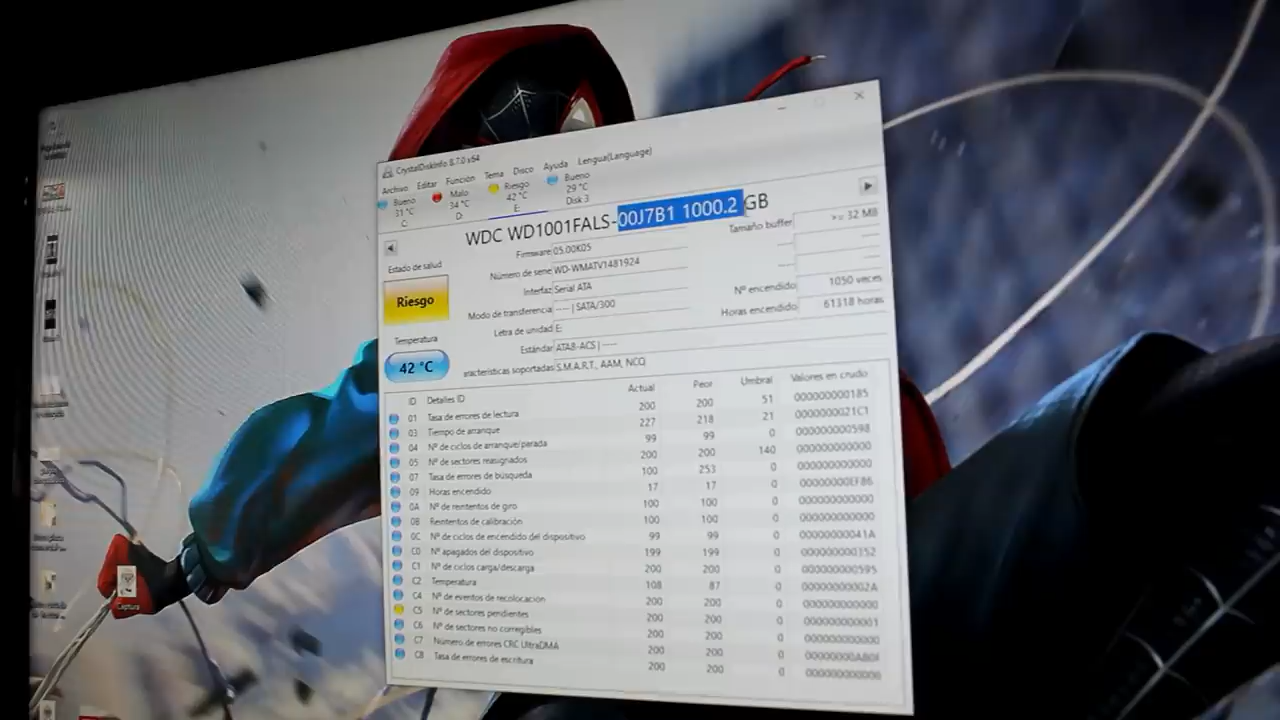 CrystalDiskInfo 8.7.0 x64
Archivo Editar Función Tema Disco Ayuda Lengua(Language)
Bueno Malo Riesgo Bueno
31 °C 34 °C 42 °C 29 °C
C: D: E: Disk 3
WDC WD1001FALS-00J7B1 1000.2 GB
Estado de salud
Riesgo
Temperatura
42 °C
Firmware 05.00K05
Número de serie WD-WMATV1481924
Interfaz Serial ATA
Modo de transferencia ---- | SATA/300
Letra de unidad E:
Estándar ATA8-ACS | ----
aracterísticas soportadas S.M.A.R.T., AAM, NCQ
Tamaño buffer >= 32 MB
---- ----
---- ----
Nº encendido 1050 veces
Horas encendido 61318 horas
ID Detalles ID Actual Peor Umbral Valores en crudo
01 Tasa de errores de lectura 200 200 51 000000000185
03 Tiempo de arranque 227 218 21 0000000021C1
04 Nº de ciclos de arranque/parada 99 99 0 000000000598
05 Nº de sectores reasignados 200 200 140 000000000000
07 Tasa de errores de búsqueda 100 253 0 000000000000
09 Horas encendido 17 17 0 00000000EF86
0A Nº de reintentos de giro 100 100 0 000000000000
0B Reintentos de calibración 100 100 0 000000000000
0C Nº de ciclos de encendido del dispositivo 99 99 0 00000000041A
C0 Nº apagados del dispositivo 199 199 0 000000000352
C1 Nº de ciclos carga/descarga 200 200 0 000000000595
C2 Temperatura 108 87 0 00000000002A
C4 Nº de eventos de recolocación 200 200 0 000000000000
C5 Nº de sectores pendientes 200 200 0 000000000001
C6 Nº de sectores no corregibles 200 200 0 000000000000
C7 Número de errores CRC UltraDMA 200 200 0
C8 Tasa de errores de escritura 200 200 0
Captura